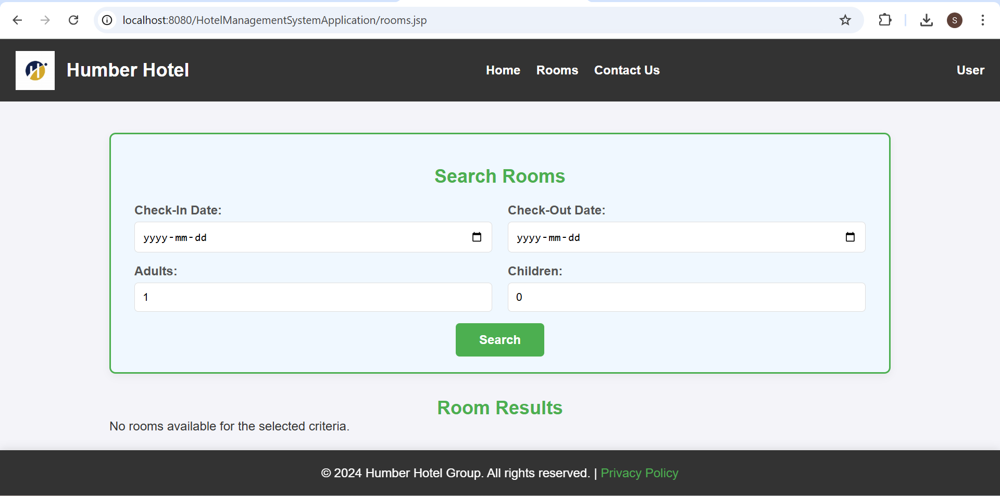 localhost:8080/HotelManagementSystemApplication/rooms.jsp
S
Humber Hotel
Home Rooms Contact Us
User
Search Rooms
Check-In Date: Check-Out Date:
yyyy-mm-dd yyyy-mm-dd
Adults: Children:
1 0
Search
Room Results
No rooms available for the selected criteria.
© 2024 Humber Hotel Group. All rights reserved. | Privacy Policy